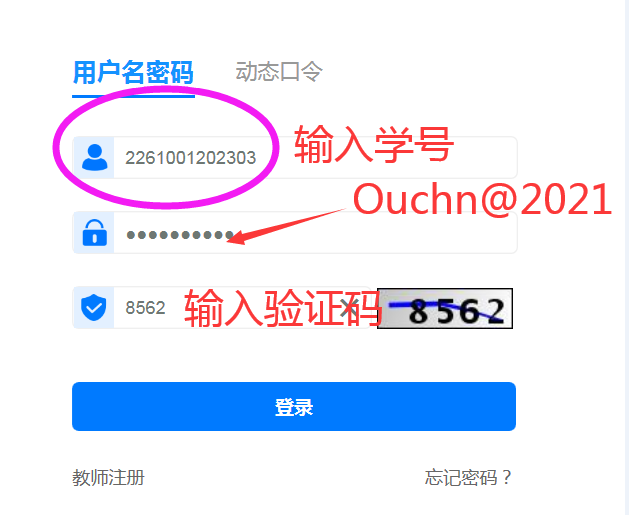 用户名密码 动态口令
2261001202303 输入学号
Ouchn@2021
••••••••••
8562 输入验证码 8562
登录
教师注册 忘记密码？